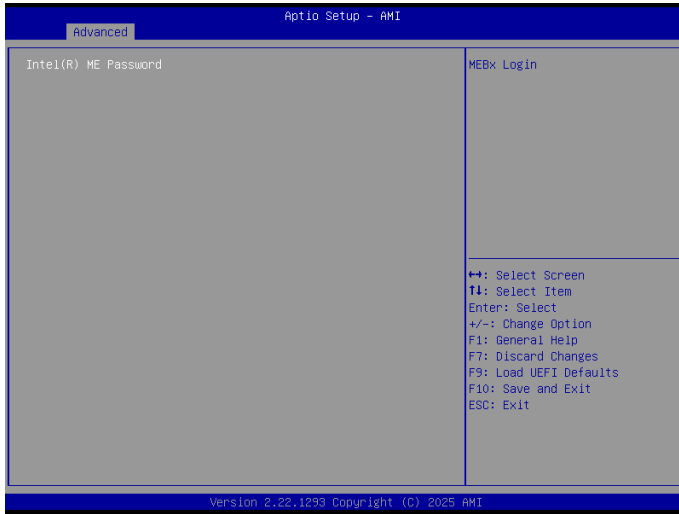 Aptio Setup – AMI
Advanced
Intel(R) ME Password
MEBx Login
↔: Select Screen
↑↓: Select Item
Enter: Select
+/-: Change Option
F1: General Help
F7: Discard Changes
F9: Load UEFI Defaults
F10: Save and Exit
ESC: Exit
Version 2.22.1293 Copyright (C) 2025 AMI